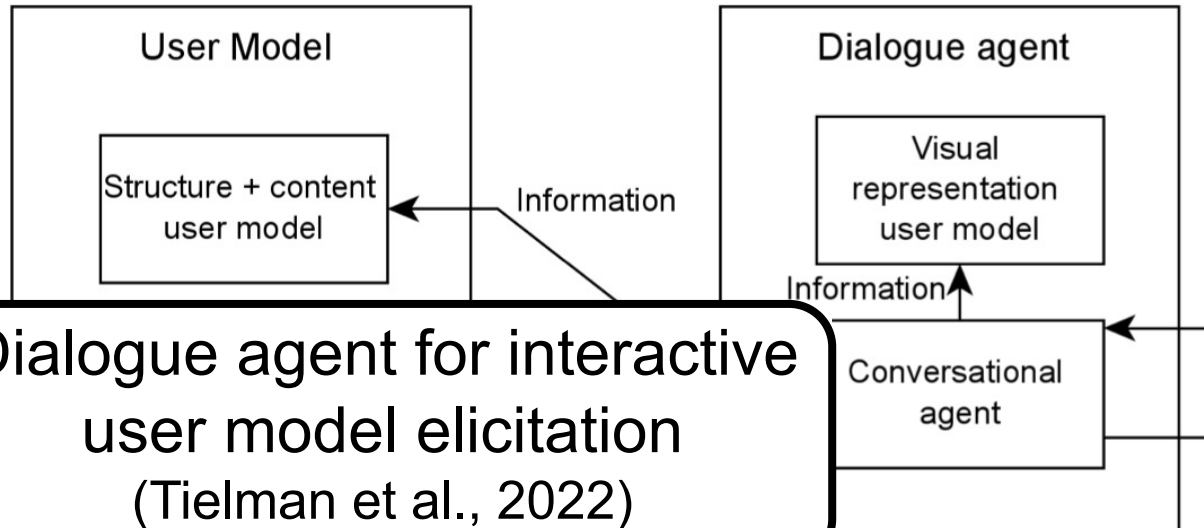 User Model
Structure + content
user model
Information
Dialogue agent
Visual
representation
user model
Information
Conversational
agent
Dialogue agent for interactive
user model elicitation
(Tielman et al., 2022)